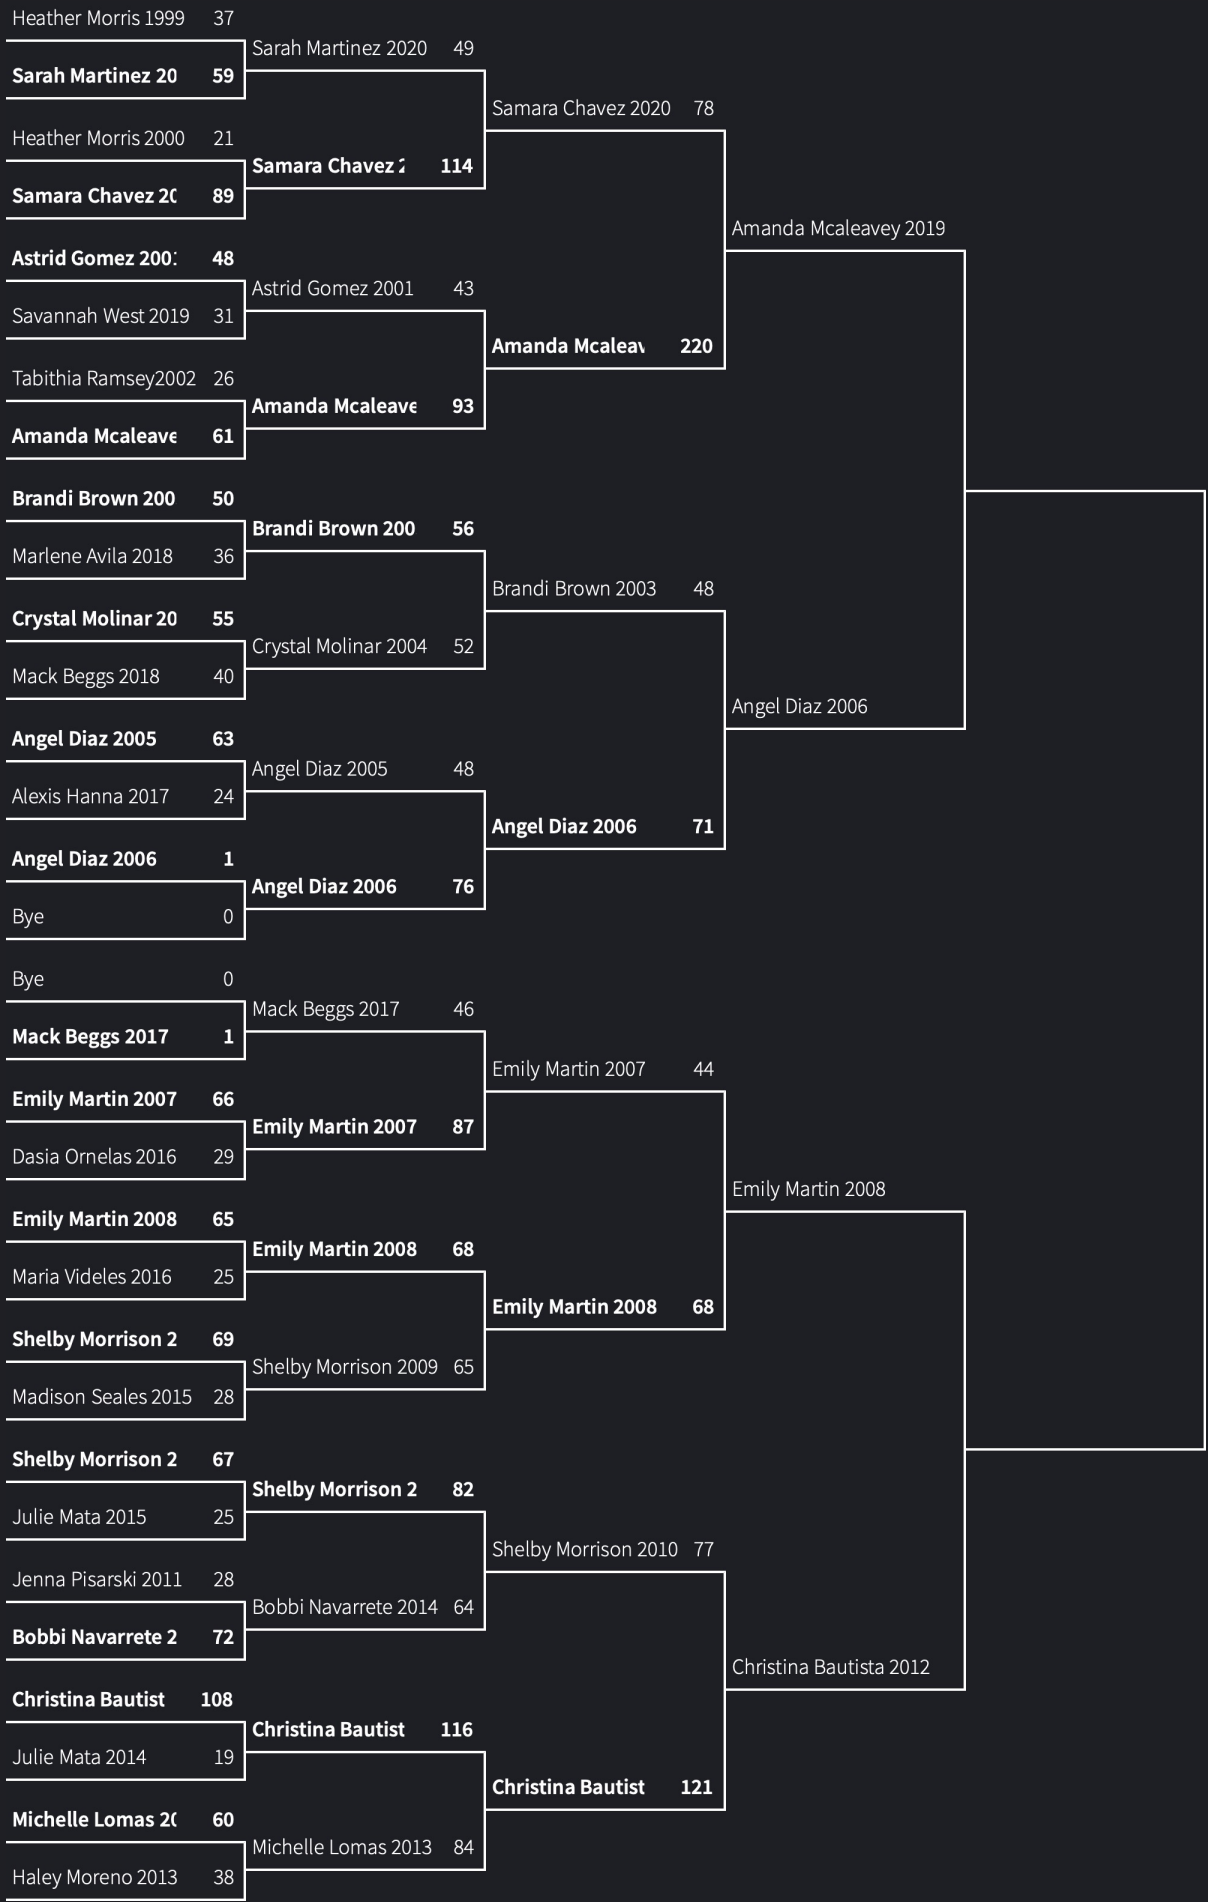 Heather Morris 1999 37
Sarah Martinez 20 59
Heather Morris 2000 21
Samara Chavez 20 89
Astrid Gomez 2001 48
Savannah West 2019 31
Tabithia Ramsey2002 26
Amanda Mcaleave 61
Brandi Brown 200 50
Marlene Avila 2018 36
Crystal Molinar 20 55
Mack Beggs 2018 40
Angel Diaz 2005 63
Alexis Hanna 2017 24
Angel Diaz 2006 1
Bye 0
Bye 0
Mack Beggs 2017 1
Emily Martin 2007 66
Dasia Ornelas 2016 29
Emily Martin 2008 65
Maria Videles 2016 25
Shelby Morrison 2 69
Madison Seales 2015 28
Shelby Morrison 2 67
Julie Mata 2015 25
Jenna Pisarski 2011 28
Bobbi Navarrete 2 72
Christina Bautist 108
Julie Mata 2014 19
Michelle Lomas 20 60
Haley Moreno 2013 38
Sarah Martinez 2020 49
Samara Chavez 2 114
Astrid Gomez 2001 43
Amanda Mcaleave 93
Brandi Brown 200 56
Crystal Molinar 2004 52
Angel Diaz 2005 48
Angel Diaz 2006 76
Mack Beggs 2017 46
Emily Martin 2007 87
Emily Martin 2008 68
Shelby Morrison 2009 65
Shelby Morrison 2 82
Bobbi Navarrete 2014 64
Christina Bautist 116
Michelle Lomas 2013 84
Samara Chavez 2020 78
Amanda Mcaleav 220
Brandi Brown 2003 48
Angel Diaz 2006 71
Emily Martin 2007 44
Emily Martin 2008 68
Shelby Morrison 2010 77
Christina Bautist 121
Amanda Mcaleavey 2019
Angel Diaz 2006
Emily Martin 2008
Christina Bautista 2012